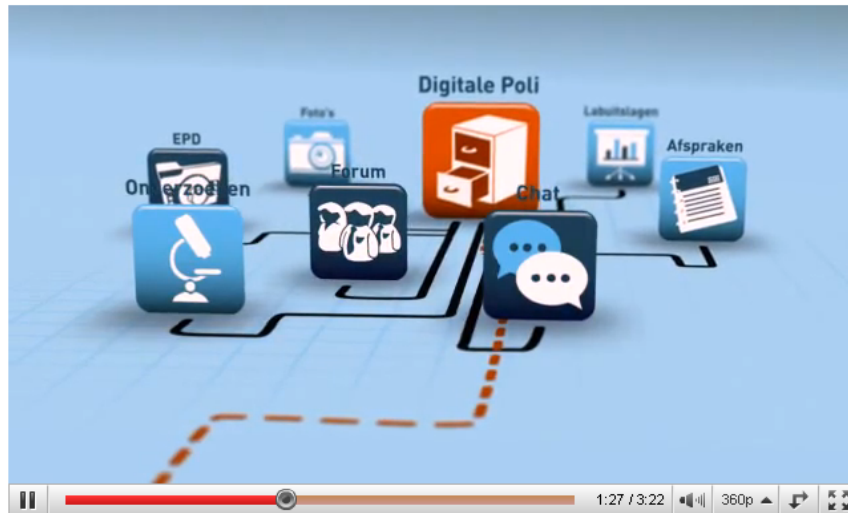 Digitale Poli
Foto's
Labuitslagen
EPD
Afspraken
Forum
Onderzoeken
Chat
1:27 / 3:22
360p